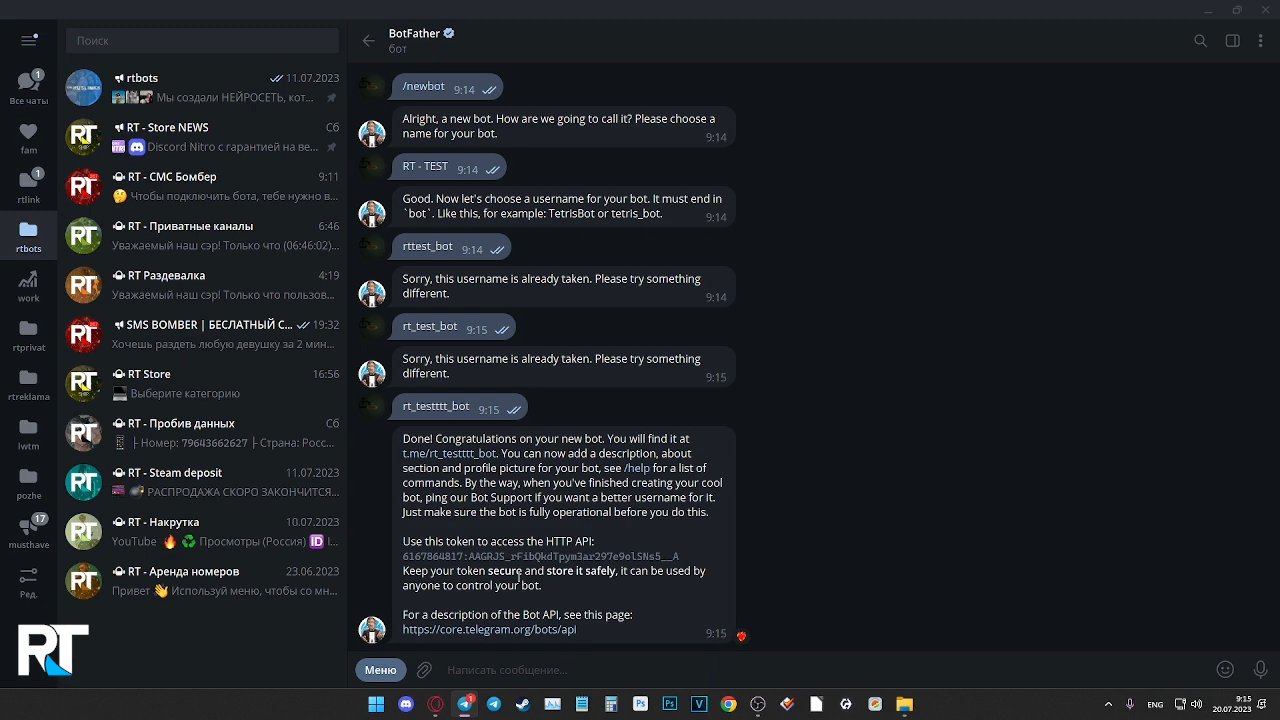 Поиск
Все чаты
1
fam
rtlink
1
rtbots
work
rtprivat
rtreklama
lwtm
pozhe
musthave
17
Ред.
rtbots 11.07.2023
Мы создали НЕЙРОСЕТЬ, кот...
RT - Store NEWS Сб
Discord Nitro с гарантией на ве...
RT - СМС Бомбер 9:11
Чтобы подключить бота, тебе нужно в...
RT - Приватные каналы 6:46
Уважаемый наш сэр! Только что (06:46:02)...
RT Раздевалка 4:19
Уважаемый наш сэр! Только что пользов...
SMS BOMBER | БЕСЛАТНЫЙ С... 19:32
Хочешь раздеть любую девушку за 2 мин...
RT Store 16:56
Выберите категорию
RT - Пробив данных Сб
├ Номер: 79643662627 ├ Страна: Росс...
RT - Steam deposit 11.07.2023
РАСПРОДАЖА СКОРО ЗАКОНЧИТСЯ...
RT - Накрутка 10.07.2023
YouTube Просмотры (Россия) ID I...
RT - Аренда номеров 23.06.2023
Привет Используй меню, чтобы со мн...
RT
BotFather
бот
/newbot 9:14
Alright, a new bot. How are we going to call it? Please choose a
name for your bot. 9:14
RT - TEST 9:14
Good. Now let's choose a username for your bot. It must end in
`bot`. Like this, for example: TetrisBot or tetris_bot. 9:14
rttest_bot 9:14
Sorry, this username is already taken. Please try something
different. 9:14
rt_test_bot 9:15
Sorry, this username is already taken. Please try something
different. 9:15
rt_testtt_bot 9:15
Done! Congratulations on your new bot. You will find it at
t.me/rt_testtt_bot. You can now add a description, about
section and profile picture for your bot, see /help for a list of
commands. By the way, when you've finished creating your cool
bot, ping our Bot Support if you want a better username for it.
Just make sure the bot is fully operational before you do this.
Use this token to access the HTTP API:
6167864817:AAGRJS_rFibQkdTpym3ar297e9olSNs5__A
Keep your token secure and store it safely, it can be used by
anyone to control your bot.
For a description of the Bot API, see this page:
https://core.telegram.org/bots/api 9:15
Меню Написать сообщение...
1
Ps
Ps
V
ENG
9:15
20.07.2023